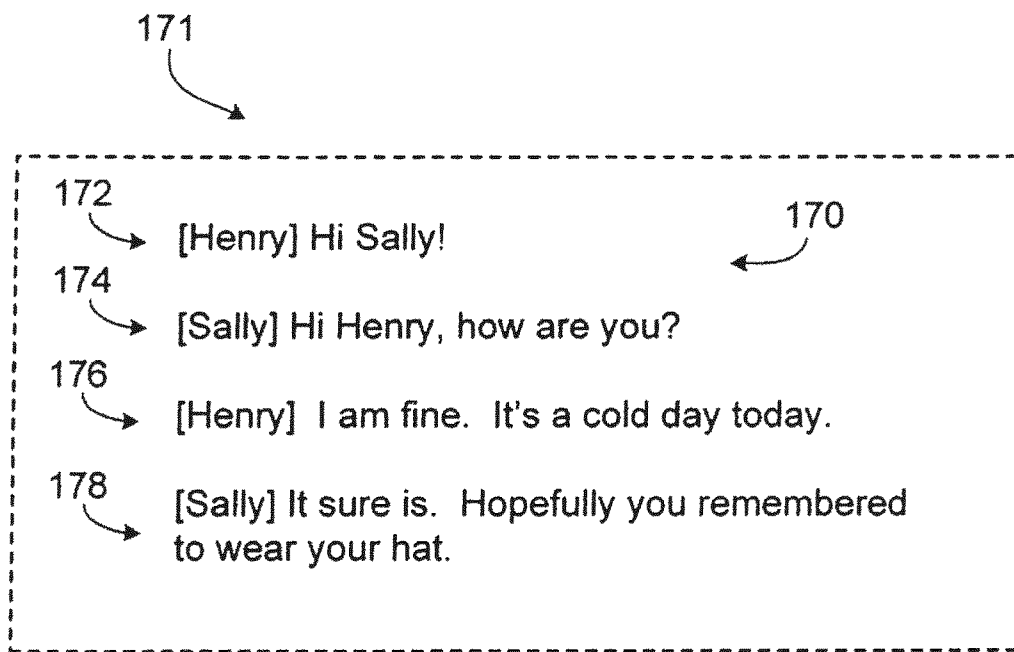 171
172
[Henry] Hi Sally!
170
174
[Sally] Hi Henry, how are you?
176
[Henry] I am fine. It's a cold day today.
178
[Sally] It sure is. Hopefully you remembered
to wear your hat.